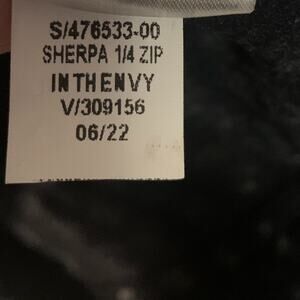 S/476533-00
SHERPA 1/4 ZIP
INTHENVY
V/309156
06/22